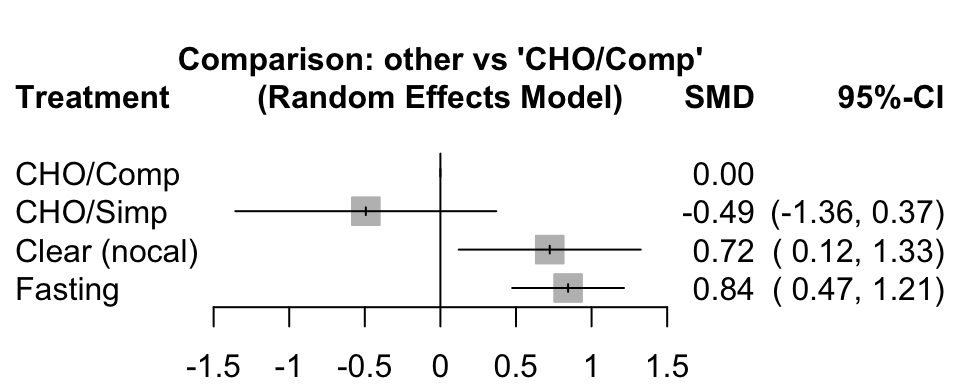 Comparison: other vs 'CHO/Comp'
Treatment (Random Effects Model) SMD 95%-CI
CHO/Comp 0.00
CHO/Simp -0.49 (-1.36, 0.37)
Clear (nocal) 0.72 ( 0.12, 1.33)
Fasting 0.84 ( 0.47, 1.21)
-1.5 -1 -0.5 0 0.5 1 1.5